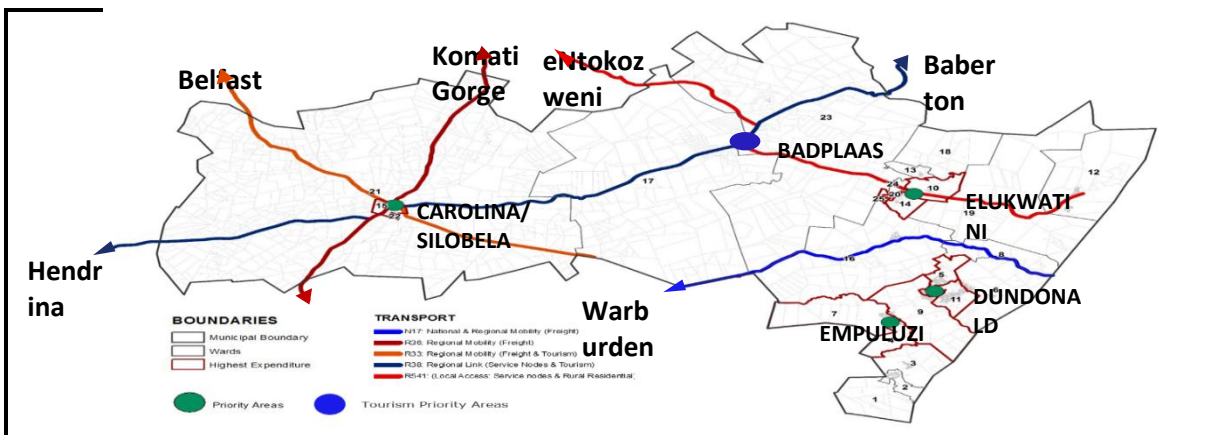 Belfast
Komati
Gorge
eNtokoz
weni
Baber
ton
23
BADPLAAS
18
13
12
24
10
20
25
14
ELUKWATI
NI
19
17
21
15
22
CAROLINA/
SILOBELA
Hendr
ina
Warb
urden
16
8
5
6
11
DUNDONA
LD
7
9
EMPULUZI
3
2
1
BOUNDARIES
Municipal Boundary
Wards
Highest Expenditure
TRANSPORT
N17: National & Regional Mobility (Freight)
R36: Regional Mobility (Freight)
R33: Regional Mobility (Freight & Tourism)
R38: Regional Link (Service Nodes & Tourism)
R541: (Local Access: Service nodes & Rural Residential)
Priority Areas
Tourism Priority Areas